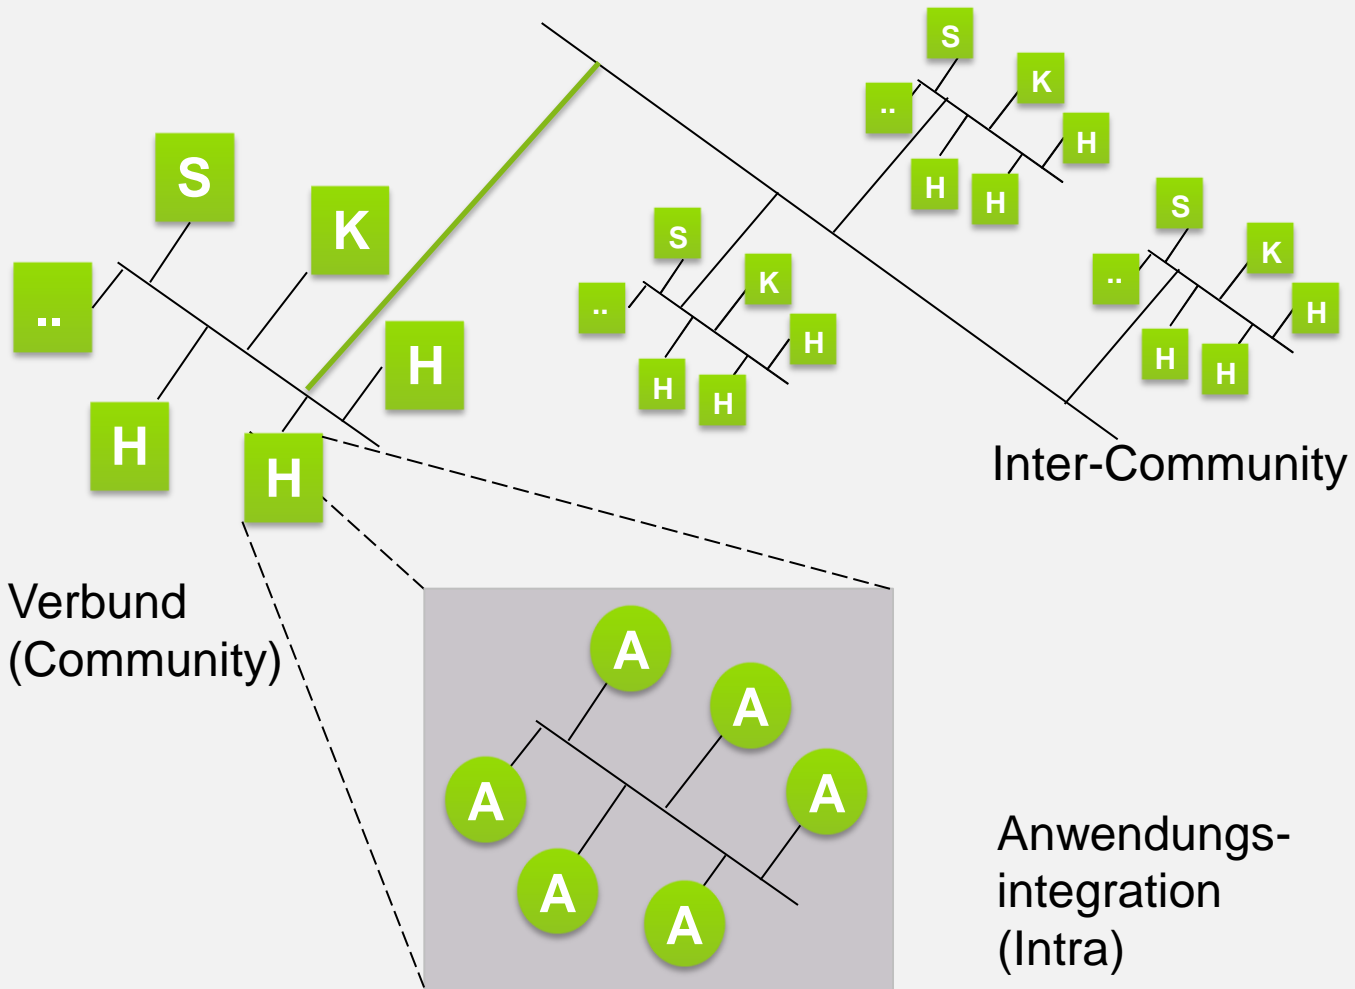 S
K
..
H
H
H
S
K
..
H
H
H
S
K
..
H
H
H
S
K
..
H
H
H
Inter-Community
Verbund
(Community)
A
A
A
A
A
A
Anwendungs-
integration
(Intra)